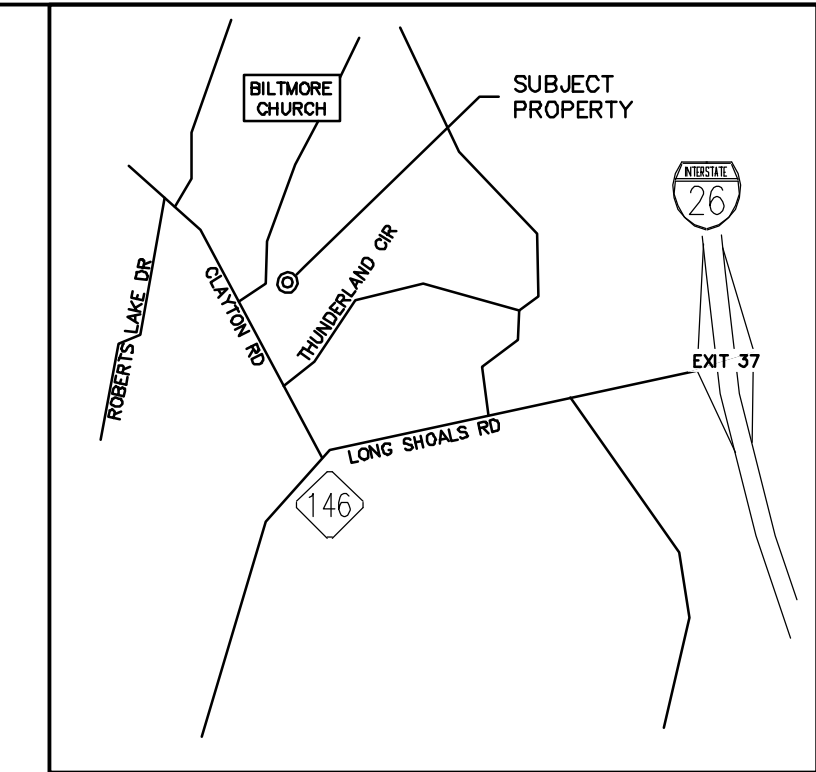 BILTMORE
CHURCH
SUBJECT
PROPERTY
INTERSTATE
26
ROBERTS LAKE DR
CLAYTON RD
THUNDERLAND CIR
EXIT 37
LONG SHOALS RD
146